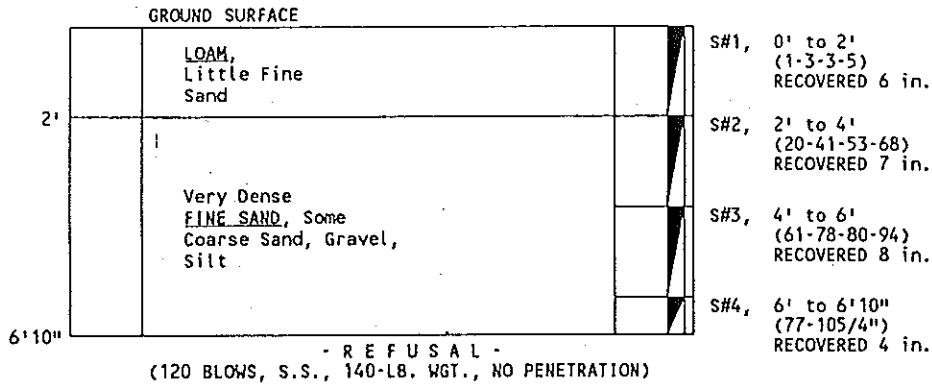 GROUND SURFACE
LOAM,
Little Fine
Sand
S#1, 0' to 2'
(1-3-3-5)
RECOVERED 6 in.
2'
S#2, 2' to 4'
(20-41-53-68)
RECOVERED 7 in.
Very Dense
FINE SAND, Some
Coarse Sand, Gravel,
Silt
S#3, 4' to 6'
(61-78-80-94)
RECOVERED 8 in.
S#4, 6' to 6'10"
(77-105/4")
RECOVERED 4 in.
6'10"
- R E F U S A L -
(120 BLOWS, S.S., 140-LB. WGT., NO PENETRATION)